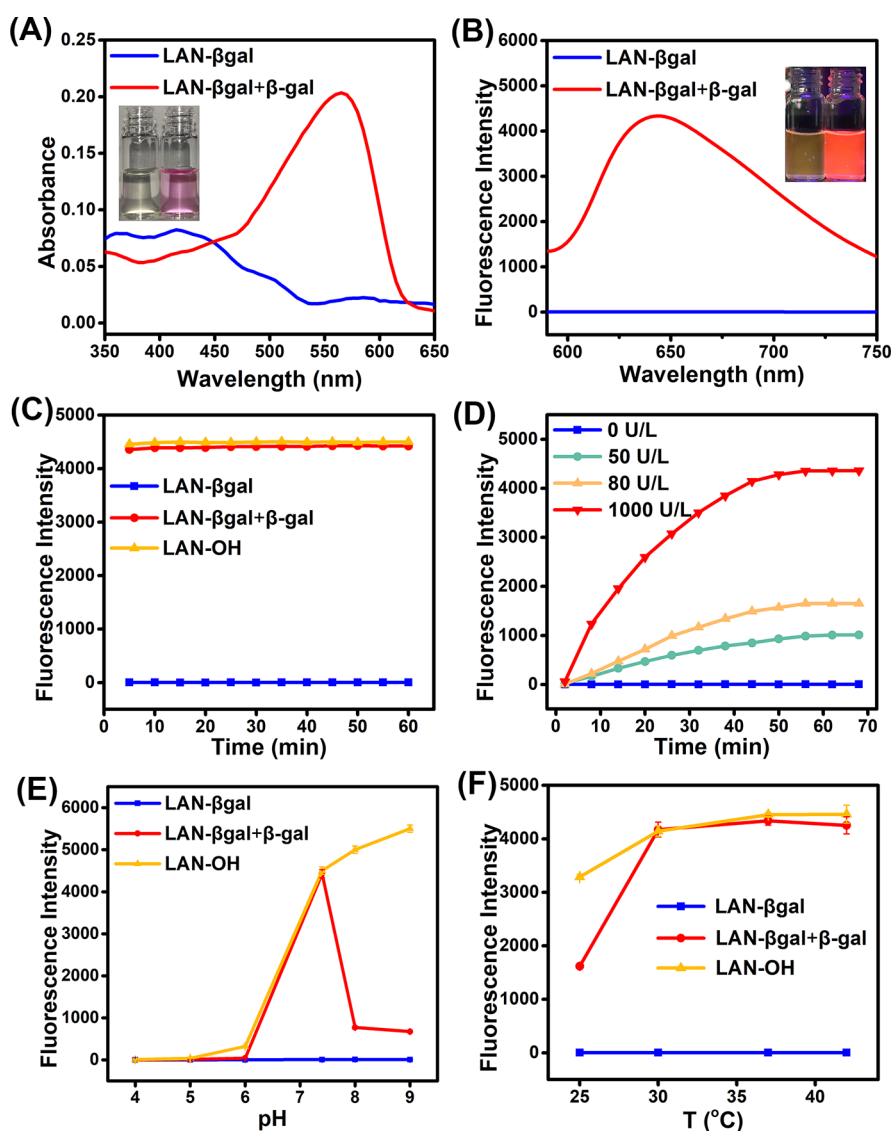 (A)
0.25
0.20
0.15
0.10
0.05
0.00
Absorbance
LAN-βgal
LAN-βgal+β-gal
350 400 450 500 550 600 650
Wavelength (nm)
(B)
6000
5000
4000
3000
2000
1000
0
Fluorescence Intensity
LAN-βgal
LAN-βgal+β-gal
600 650 700 750
Wavelength (nm)
(C)
5000
4000
3000
2000
1000
0
Fluorescence Intensity
LAN-βgal
LAN-βgal+β-gal
LAN-OH
0 10 20 30 40 50 60
Time (min)
(D)
5000
4000
3000
2000
1000
0
Fluorescence Intensity
0 U/L
50 U/L
80 U/L
1000 U/L
0 10 20 30 40 50 60 70
Time (min)
(E)
6000
5000
4000
3000
2000
1000
0
Fluorescence Intensity
LAN-βgal
LAN-βgal+β-gal
LAN-OH
4 5 6 7 8 9
pH
(F)
5000
4000
3000
2000
1000
0
Fluorescence Intensity
LAN-βgal
LAN-βgal+β-gal
LAN-OH
25 30 35 40
T (°C)